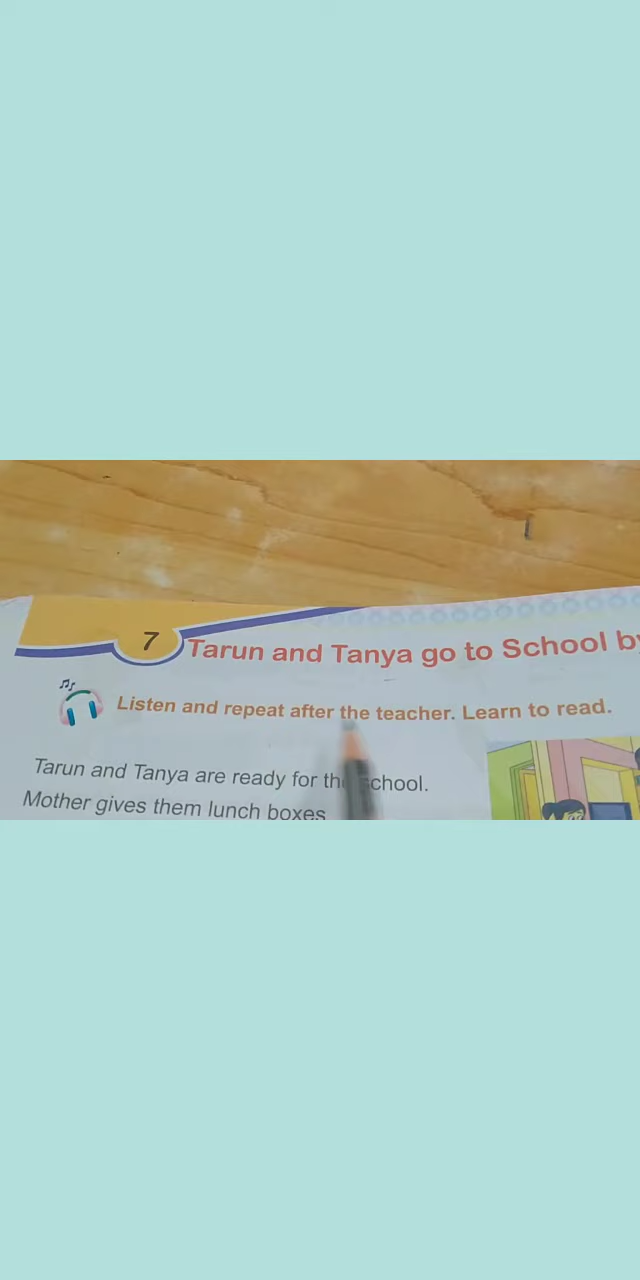 7
Tarun and Tanya go to School
Listen and repeat after the teacher. Learn to read.
Tarun and Tanya are ready for the school.
Mother gives them lunch boxes